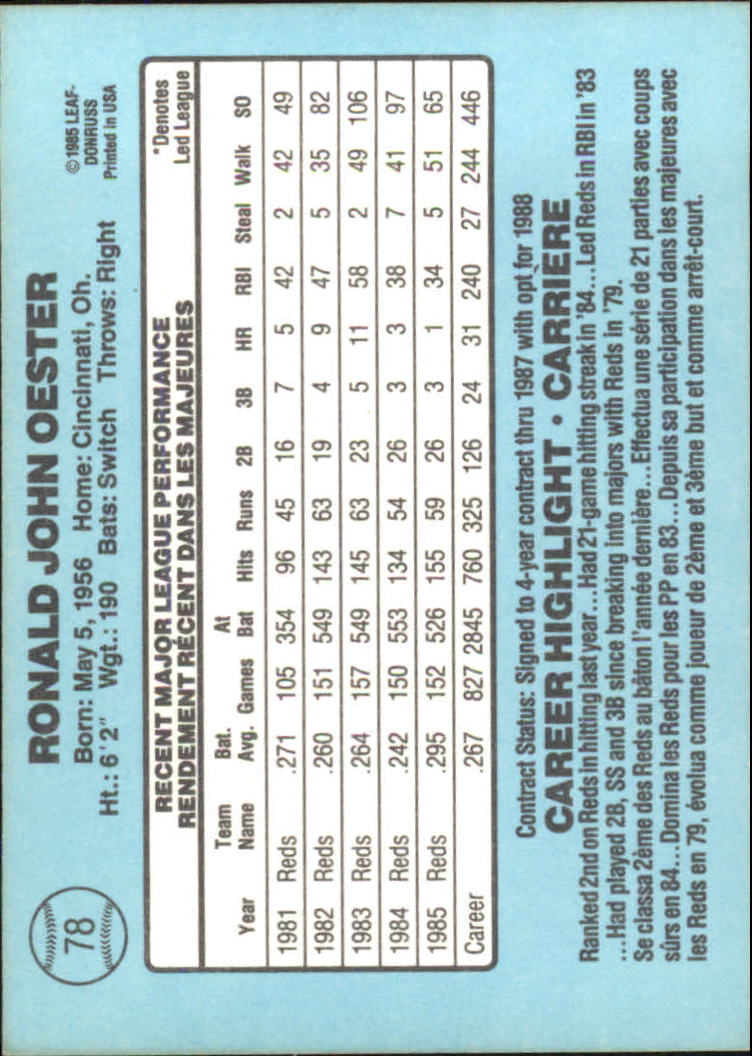 78
RONALD JOHN OESTER
Born: May 5, 1956 Home: Cincinnati, Oh.
Ht.: 6'2" Wgt.: 190 Bats: Switch Throws: Right
© 1985 LEAF-
DONRUSS
Printed in USA
RECENT MAJOR LEAGUE PERFORMANCE
RENDEMENT RÉCENT DANS LES MAJEURES
*Denotes
Led League
Year Team Name Bat. Avg. Games At Bat Hits Runs 2B 3B HR RBI Steal Walk SO
1981 Reds .271 105 354 96 45 16 7 5 42 2 42 49
1982 Reds .260 151 549 143 63 19 4 9 47 5 35 82
1983 Reds .264 157 549 145 63 23 5 11 58 2 49 106
1984 Reds .242 150 553 134 54 26 3 3 38 7 41 97
1985 Reds .295 152 526 155 59 26 3 1 34 5 51 65
Career .267 827 2845 760 325 126 24 31 240 27 244 446
Contract Status: Signed to 4-year contract thru 1987 with opt for 1988
CAREER HIGHLIGHT • CARRIÈRE
Ranked 2nd on Reds in hitting last year...Had 21-game hitting streak in '84...Led Reds in RBI in '83
...Had played 2B, SS and 3B since breaking into majors with Reds in '79.
Se classa 2ème des Reds au bâton l'année dernière...Effectua une série de 21 parties avec coups
sûrs en 84...Domina les Reds pour les PP en 83...Depuis sa participation dans les majeures avec
les Reds en 79, évolua comme joueur de 2ème et 3ème but et comme arrêt-court.